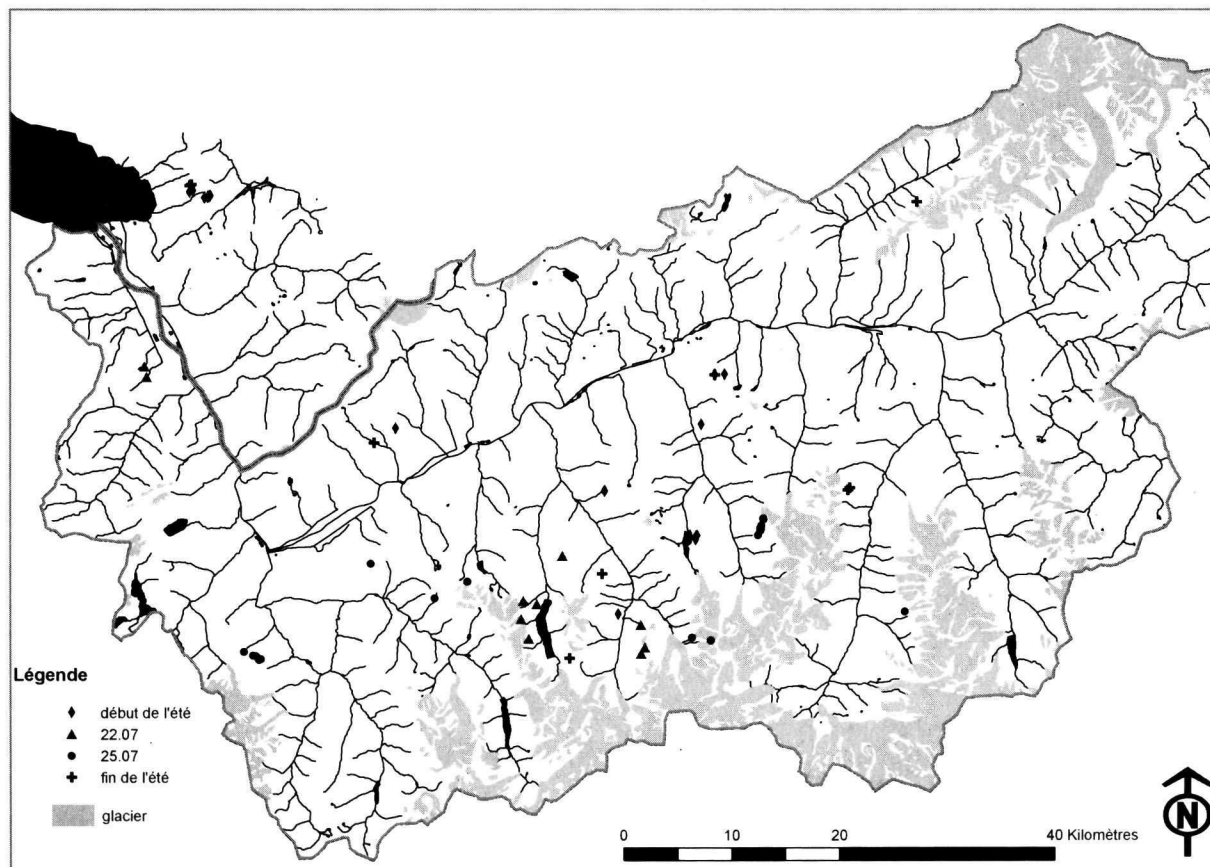 Légende
début de l'été
22.07
25.07
fin de l'été
glacier
0 10 20 40 Kilomètres
N